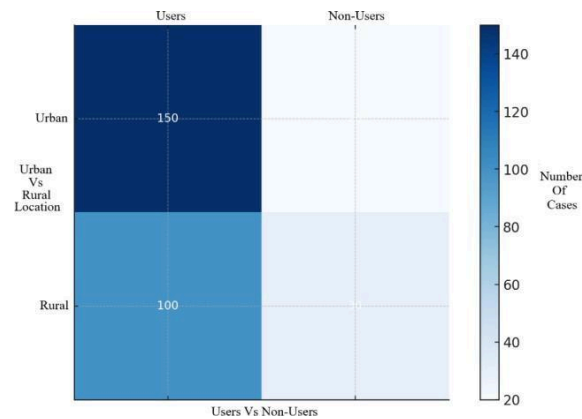 Users Non-Users
140
Urban 150
120
Urban
Vs
Rural
Location
100
Number
Of
Cases
80
60
Rural 100
40
20
Users Vs Non-Users